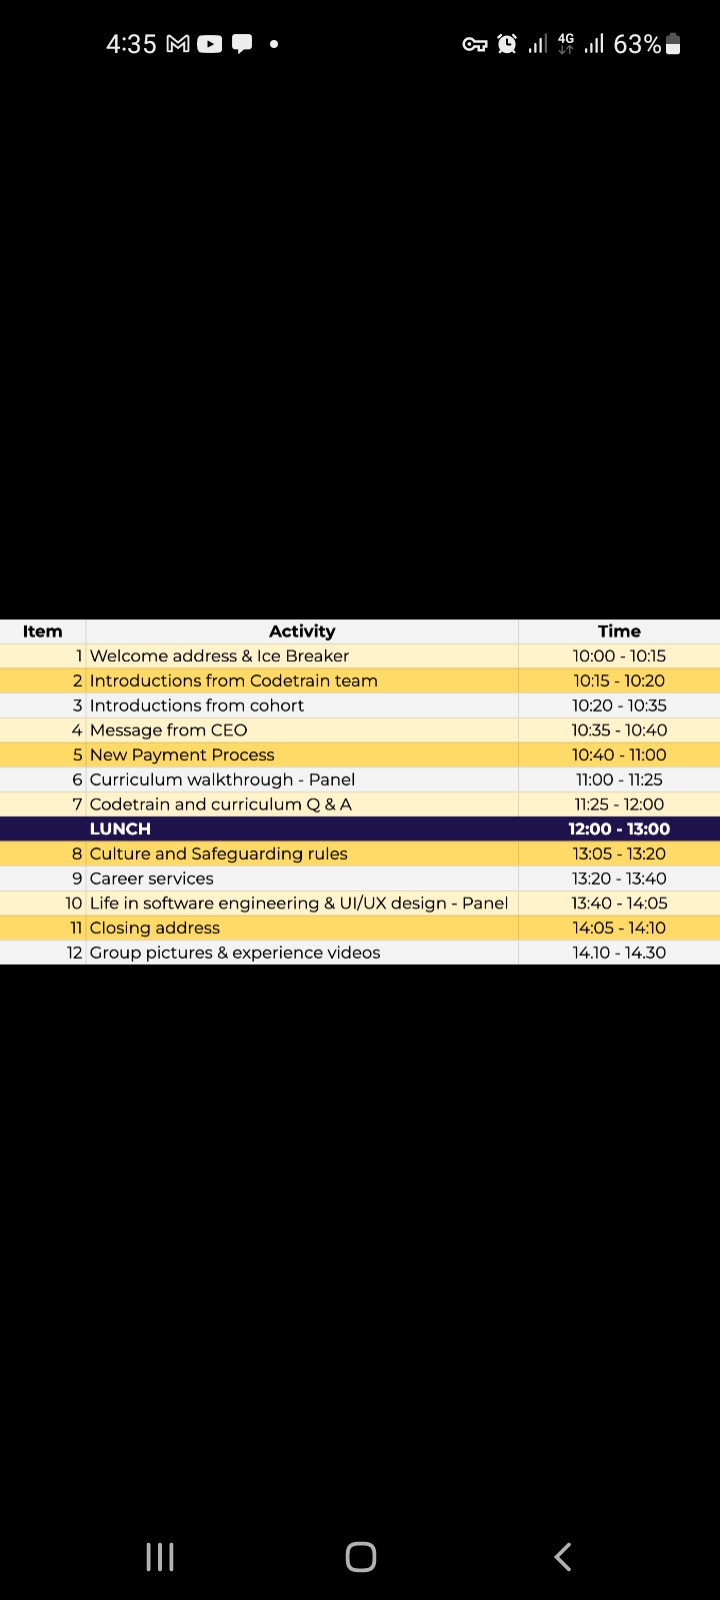 4:35 4G 63%
Item Activity Time
1 Welcome address & Ice Breaker 10:00 - 10:15
2 Introductions from Codetrain team 10:15 - 10:20
3 Introductions from cohort 10:20 - 10:35
4 Message from CEO 10:35 - 10:40
5 New Payment Process 10:40 - 11:00
6 Curriculum walkthrough - Panel 11:00 - 11:25
7 Codetrain and curriculum Q & A 11:25 - 12:00
LUNCH 12:00 - 13:00
8 Culture and Safeguarding rules 13:05 - 13:20
9 Career services 13:20 - 13:40
10 Life in software engineering & UI/UX design - Panel 13:40 - 14:05
11 Closing address 14:05 - 14:10
12 Group pictures & experience videos 14.10 - 14.30